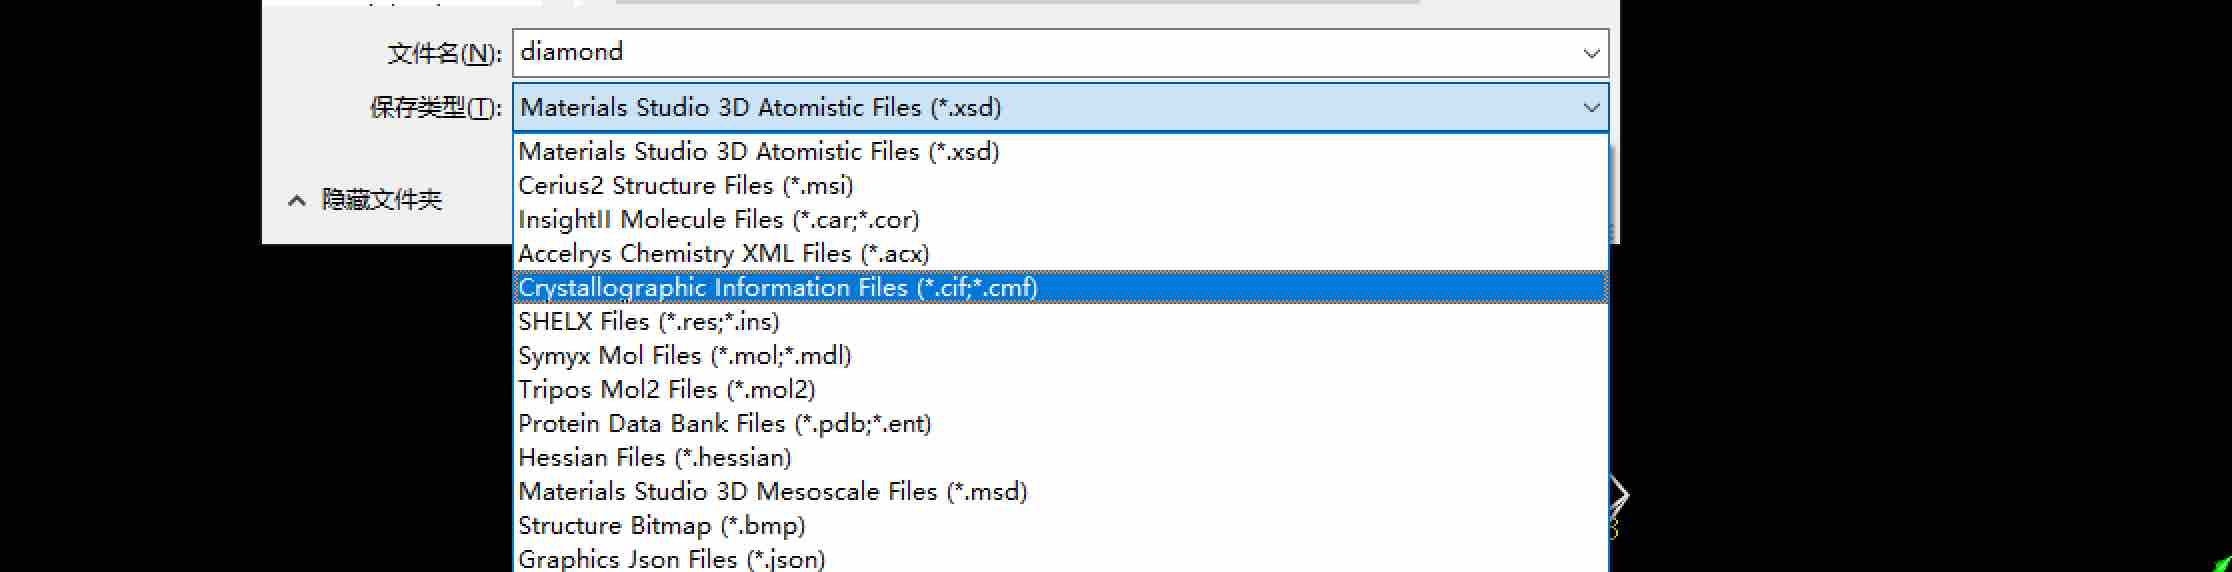 文件名(N): diamond
保存类型(T): Materials Studio 3D Atomistic Files (*.xsd)
Materials Studio 3D Atomistic Files (*.xsd)
Cerius2 Structure Files (*.msi)
隐藏文件夹
InsightII Molecule Files (*.car;*.cor)
Accelrys Chemistry XML Files (*.acx)
Crystallographic Information Files (*.cif;*.cmf)
SHELX Files (*.res;*.ins)
Symyx Mol Files (*.mol;*.mdl)
Tripos Mol2 Files (*.mol2)
Protein Data Bank Files (*.pdb;*.ent)
Hessian Files (*.hessian)
Materials Studio 3D Mesoscale Files (*.msd)
Structure Bitmap (*.bmp)
Graphics Json Files (*.json)